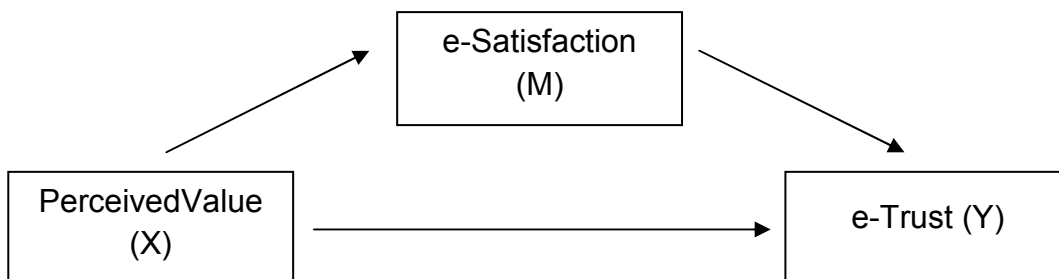 e-Satisfaction
(M)
PerceivedValue
(X)
e-Trust (Y)